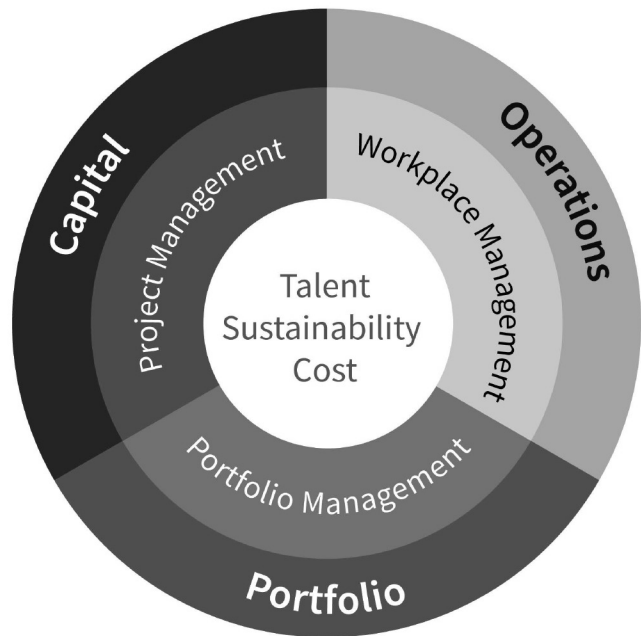 Capital
Operations
Project Management
Workplace Management
Talent
Sustainability
Cost
Portfolio Management
Portfolio